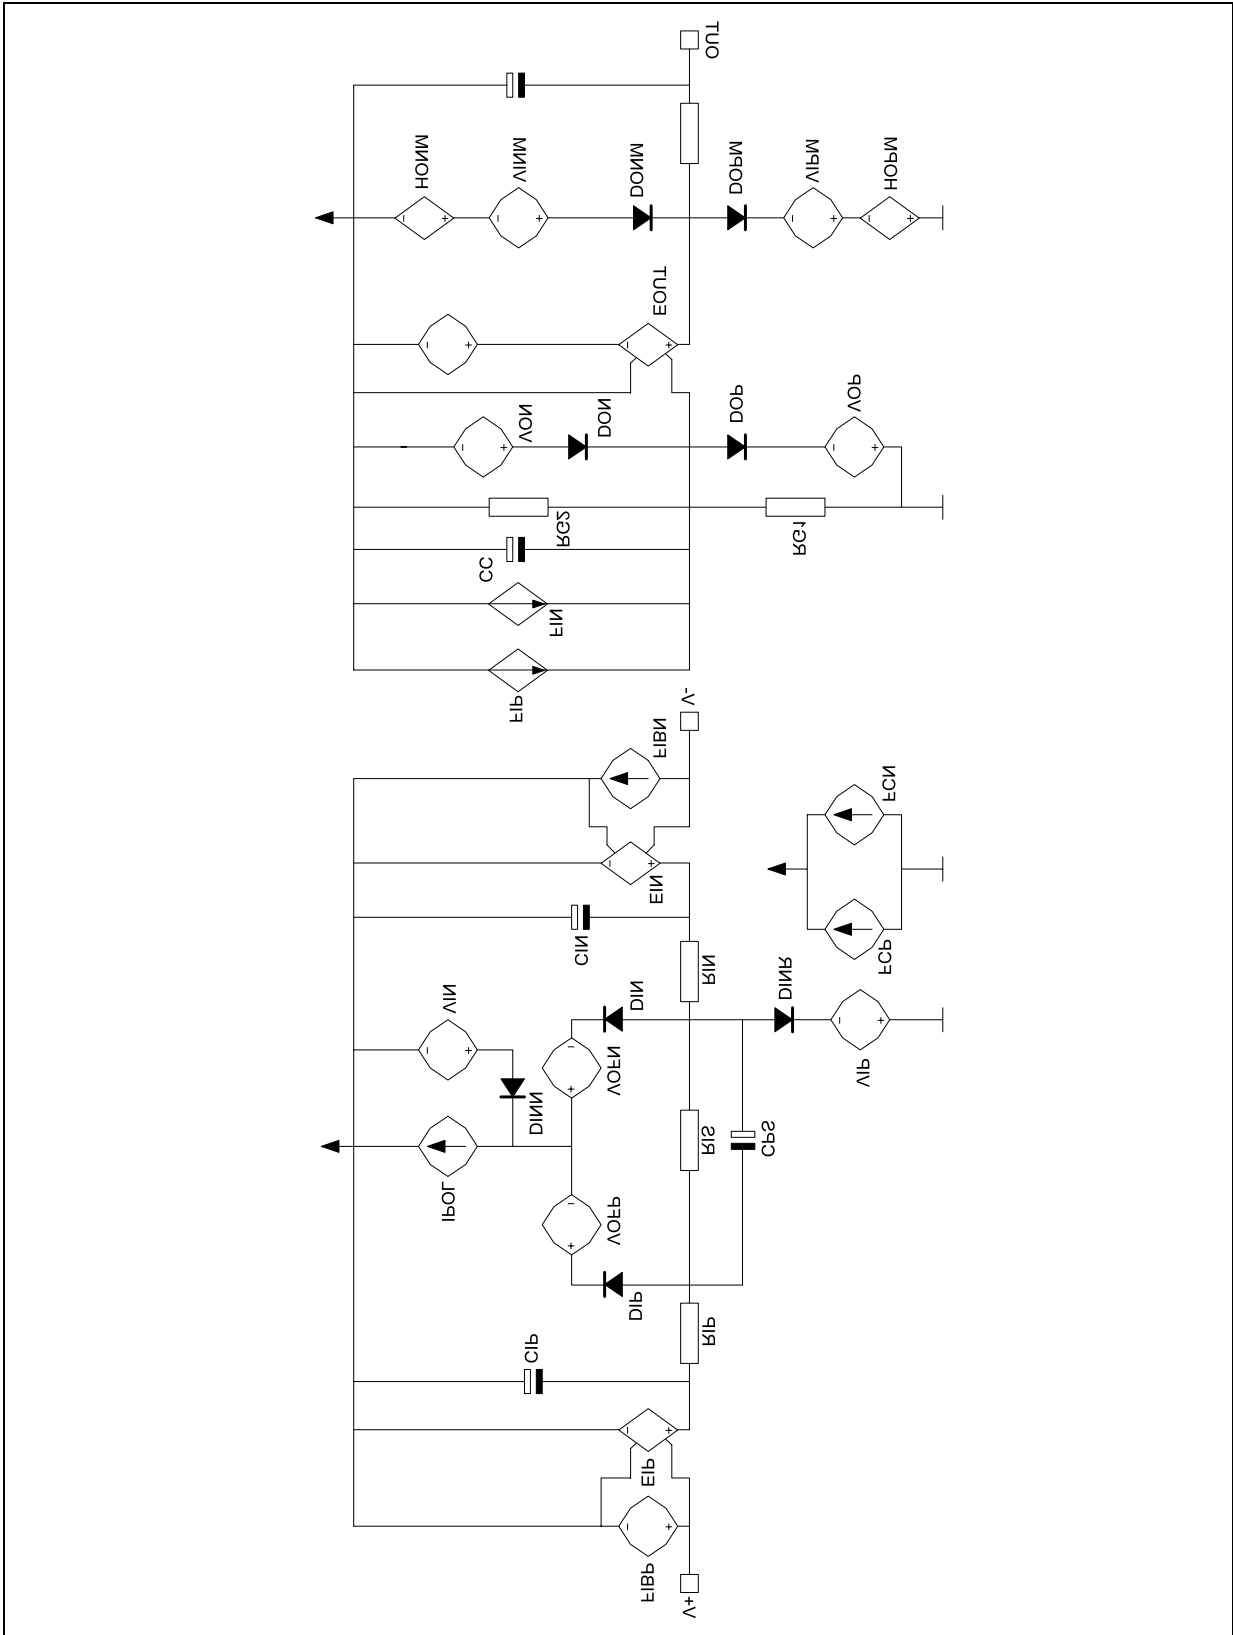 OUT
HONM
VINM
DONM
DOPM
VIPM
HOPM
EOUT
VON
DON
DOP
VOP
RG2
RG1
CC
FIN
FIP
V-
FIBN
FCN
EIN
CIN
RIN
FCP
VIN
DIN
DINR
VOFN
VIP
DINN
RIS
CPS
IPOL
VOFP
DIP
RIP
CIP
EIP
FIBP
V+